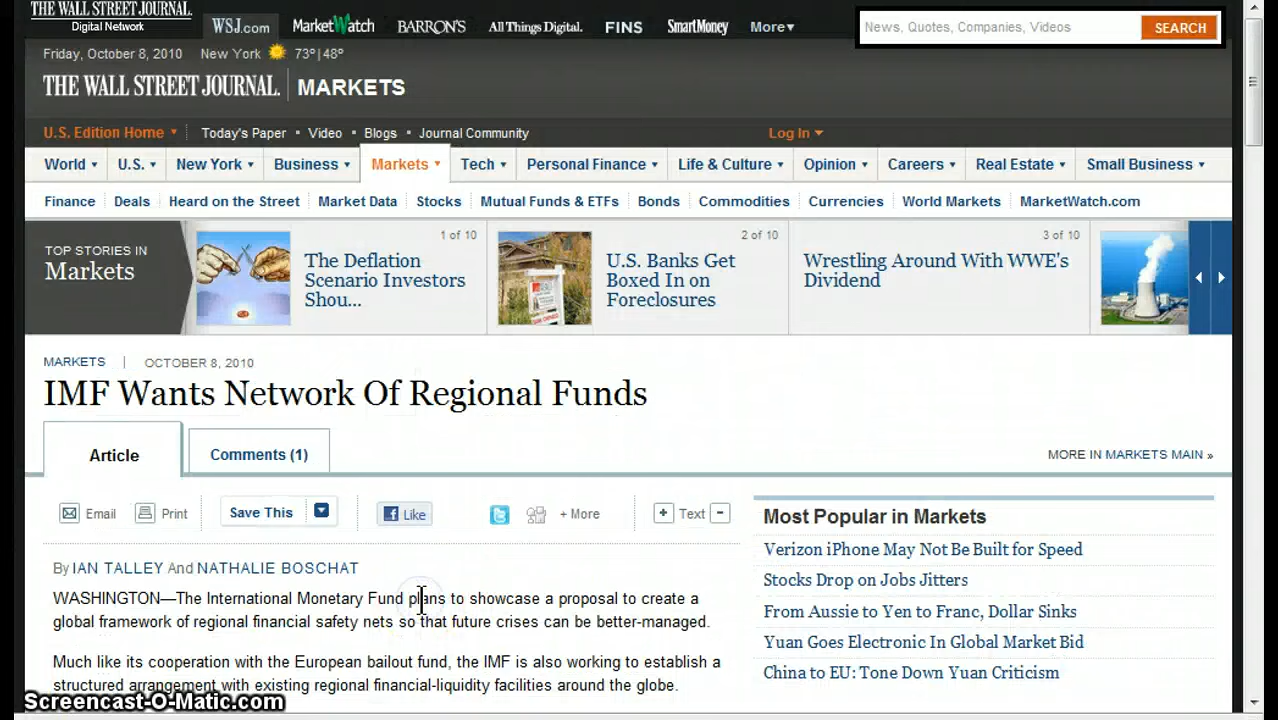 THE WALL STREET JOURNAL.
Digital Network
WSJ.com
MarketWatch
BARRON'S
All Things Digital.
FINS
SmartMoney
More
News, Quotes, Companies, Videos
SEARCH
Friday, October 8, 2010 New York 73° | 48°
THE WALL STREET JOURNAL. MARKETS
U.S. Edition Home Today's Paper • Video • Blogs • Journal Community Log In
World U.S. New York Business Markets Tech Personal Finance Life & Culture Opinion Careers Real Estate Small Business
Finance Deals Heard on the Street Market Data Stocks Mutual Funds & ETFs Bonds Commodities Currencies World Markets MarketWatch.com
TOP STORIES IN
Markets
1 of 10
The Deflation
Scenario Investors
Shou...
2 of 10
U.S. Banks Get
Boxed In on
Foreclosures
3 of 10
Wrestling Around With WWE's
Dividend
MARKETS | OCTOBER 8, 2010
IMF Wants Network Of Regional Funds
Article Comments (1) MORE IN MARKETS MAIN »
Email Print Save This Like + More + Text -
By IAN TALLEY And NATHALIE BOSCHAT
WASHINGTON—The International Monetary Fund plans to showcase a proposal to create a
global framework of regional financial safety nets so that future crises can be better-managed.
Much like its cooperation with the European bailout fund, the IMF is also working to establish a
structured arrangement with existing regional financial-liquidity facilities around the globe.
Most Popular in Markets
Verizon iPhone May Not Be Built for Speed
Stocks Drop on Jobs Jitters
From Aussie to Yen to Franc, Dollar Sinks
Yuan Goes Electronic In Global Market Bid
China to EU: Tone Down Yuan Criticism
Screencast-O-Matic.com